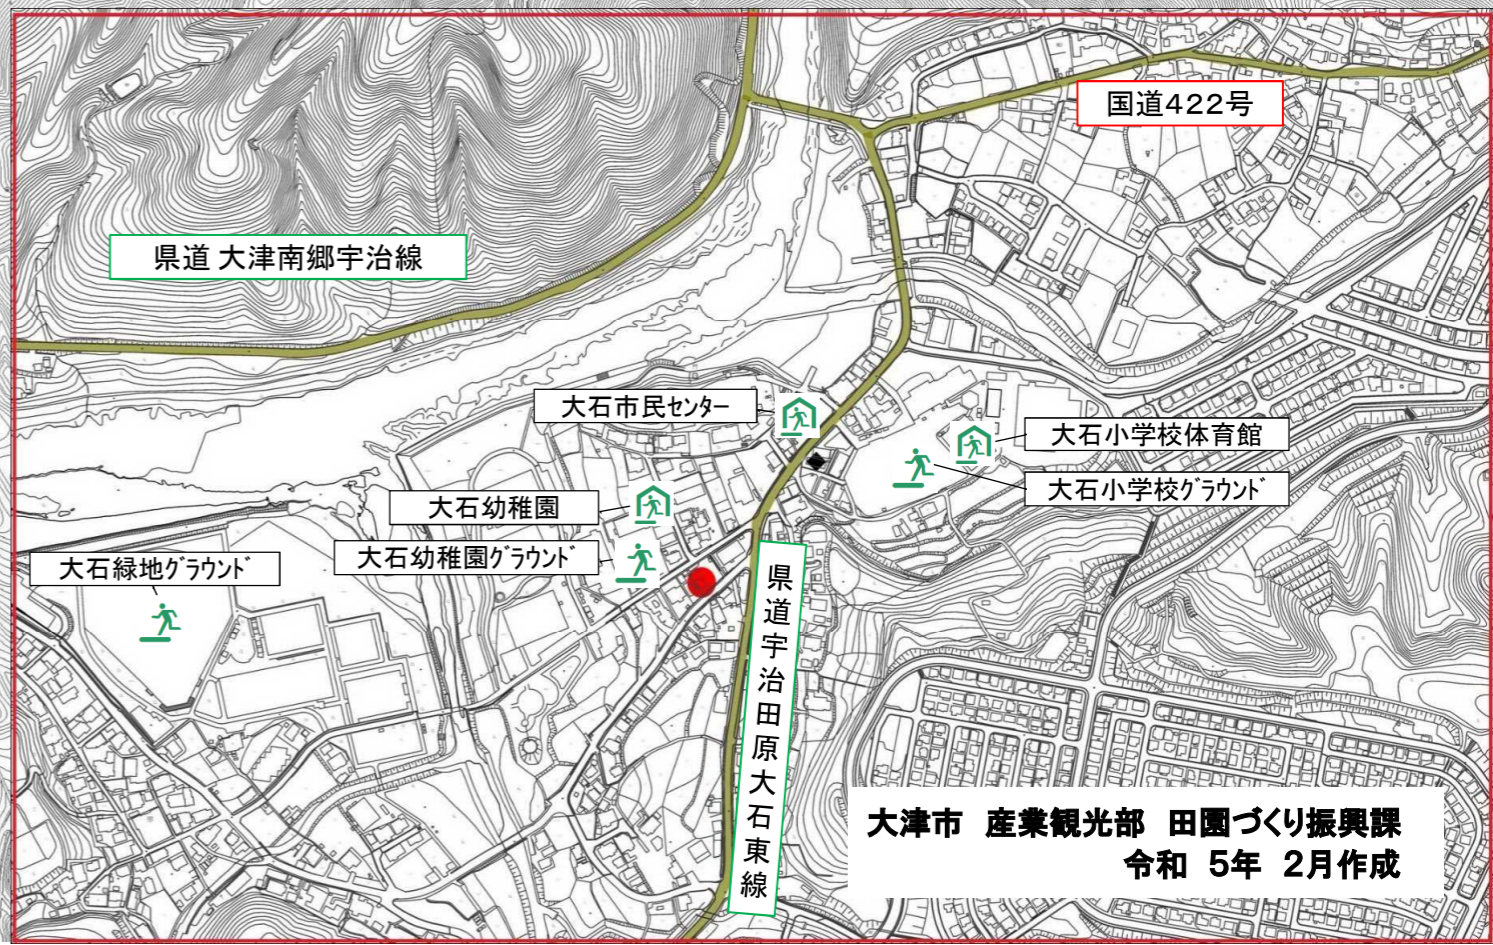 国道422号
県道 大津南郷宇治線
大石市民センター
大石小学校体育館
大石小学校グラウンド
大石幼稚園
大石幼稚園グラウンド
大石緑地グラウンド
県道宇治田原大石東線
大津市 産業観光部 田園づくり振興課
令和 5年 2月作成